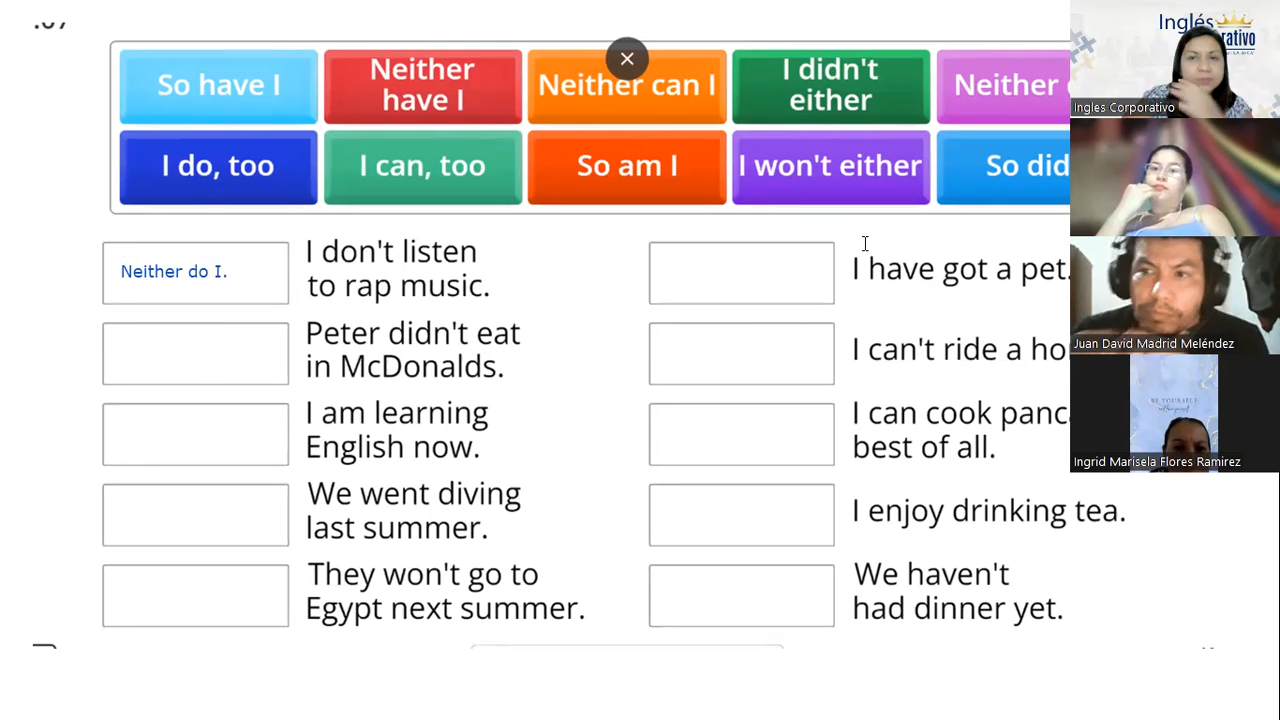 Inglés
rativo
So have I
Neither
have I
Neither can I
I didn't
either
Neither
I do, too
I can, too
So am I
I won't either
So did
Ingles Corporativo
Neither do I.
I don't listen
to rap music.
I have got a pet.
Peter didn't eat
in McDonalds.
I can't ride a ho
Juan David Madrid Meléndez
I am learning
English now.
I can cook panc
best of all.
BE YOURSELF
Ingrid Marisela Flores Ramirez
We went diving
last summer.
I enjoy drinking tea.
They won't go to
Egypt next summer.
We haven't
had dinner yet.